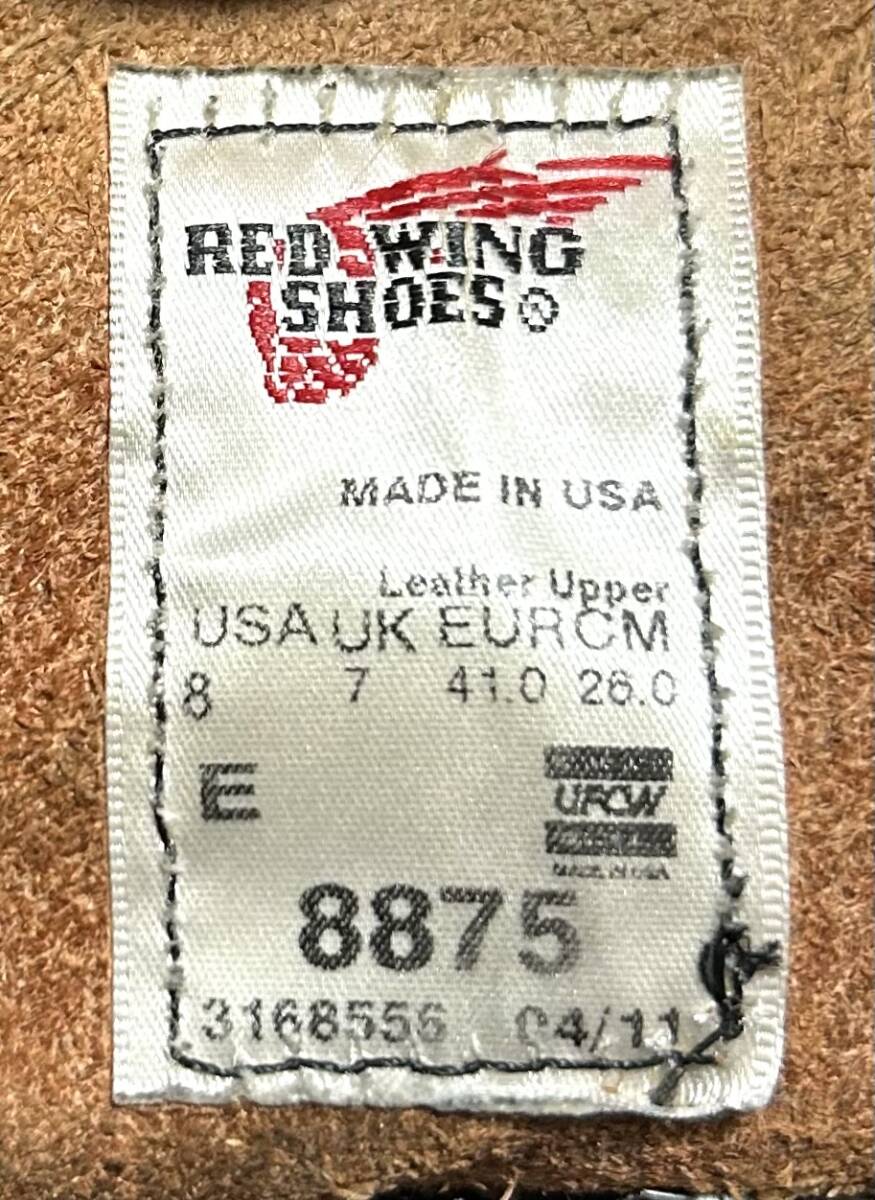 RED WING
SHOES®
MADE IN USA
Leather Upper
USA UK EUR CM
8 7 41.0 26.0
E
UFCW
MADE IN USA
8875
3168556 04/11